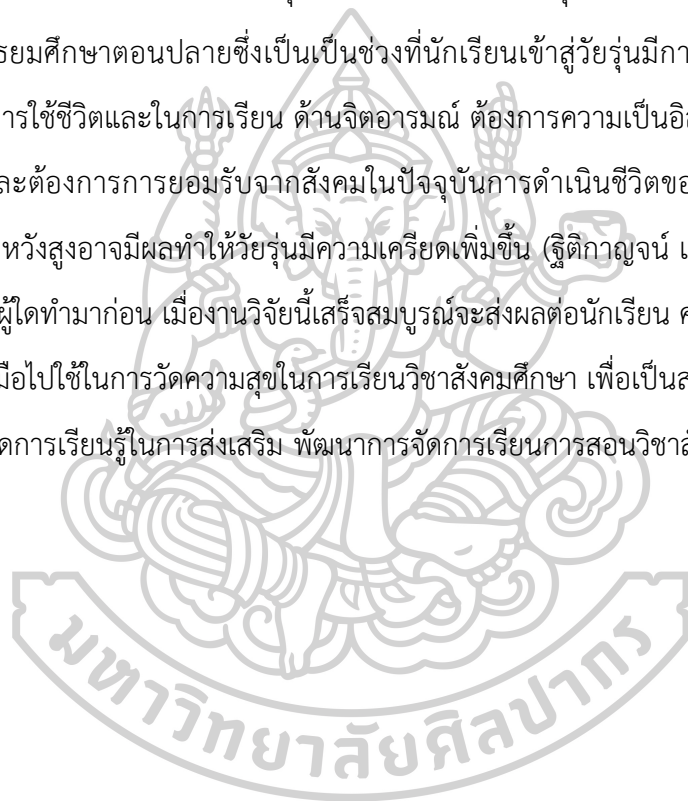 ธยมศึกษาตอนปลายซึ่งเป็นเป็นช่วงที่นักเรียนเข้าสู่วัยรุ่นมีกา
ารใช้ชีวิตและในการเรียน ด้านจิตอารมณ์ ต้องการความเป็นอิส
ละต้องการการยอมรับจากสังคมในปัจจุบันการดำเนินชีวิตขอ
หวังสูงอาจมีผลทำให้วัยรุ่นมีความเครียดเพิ่มขึ้น (ฐิติกาญจน์ เ
ผู้ใดทำมาก่อน เมื่องานวิจัยนี้เสร็จสมบูรณ์จะส่งผลต่อนักเรียน ค
มือไปใช้ในการวัดความสุขในการเรียนวิชาสังคมศึกษา เพื่อเป็นส
ดการเรียนรู้ในการส่งเสริม พัฒนาการจัดการเรียนการสอนวิชาสั
มหาวิทยาลัยศิลปากร